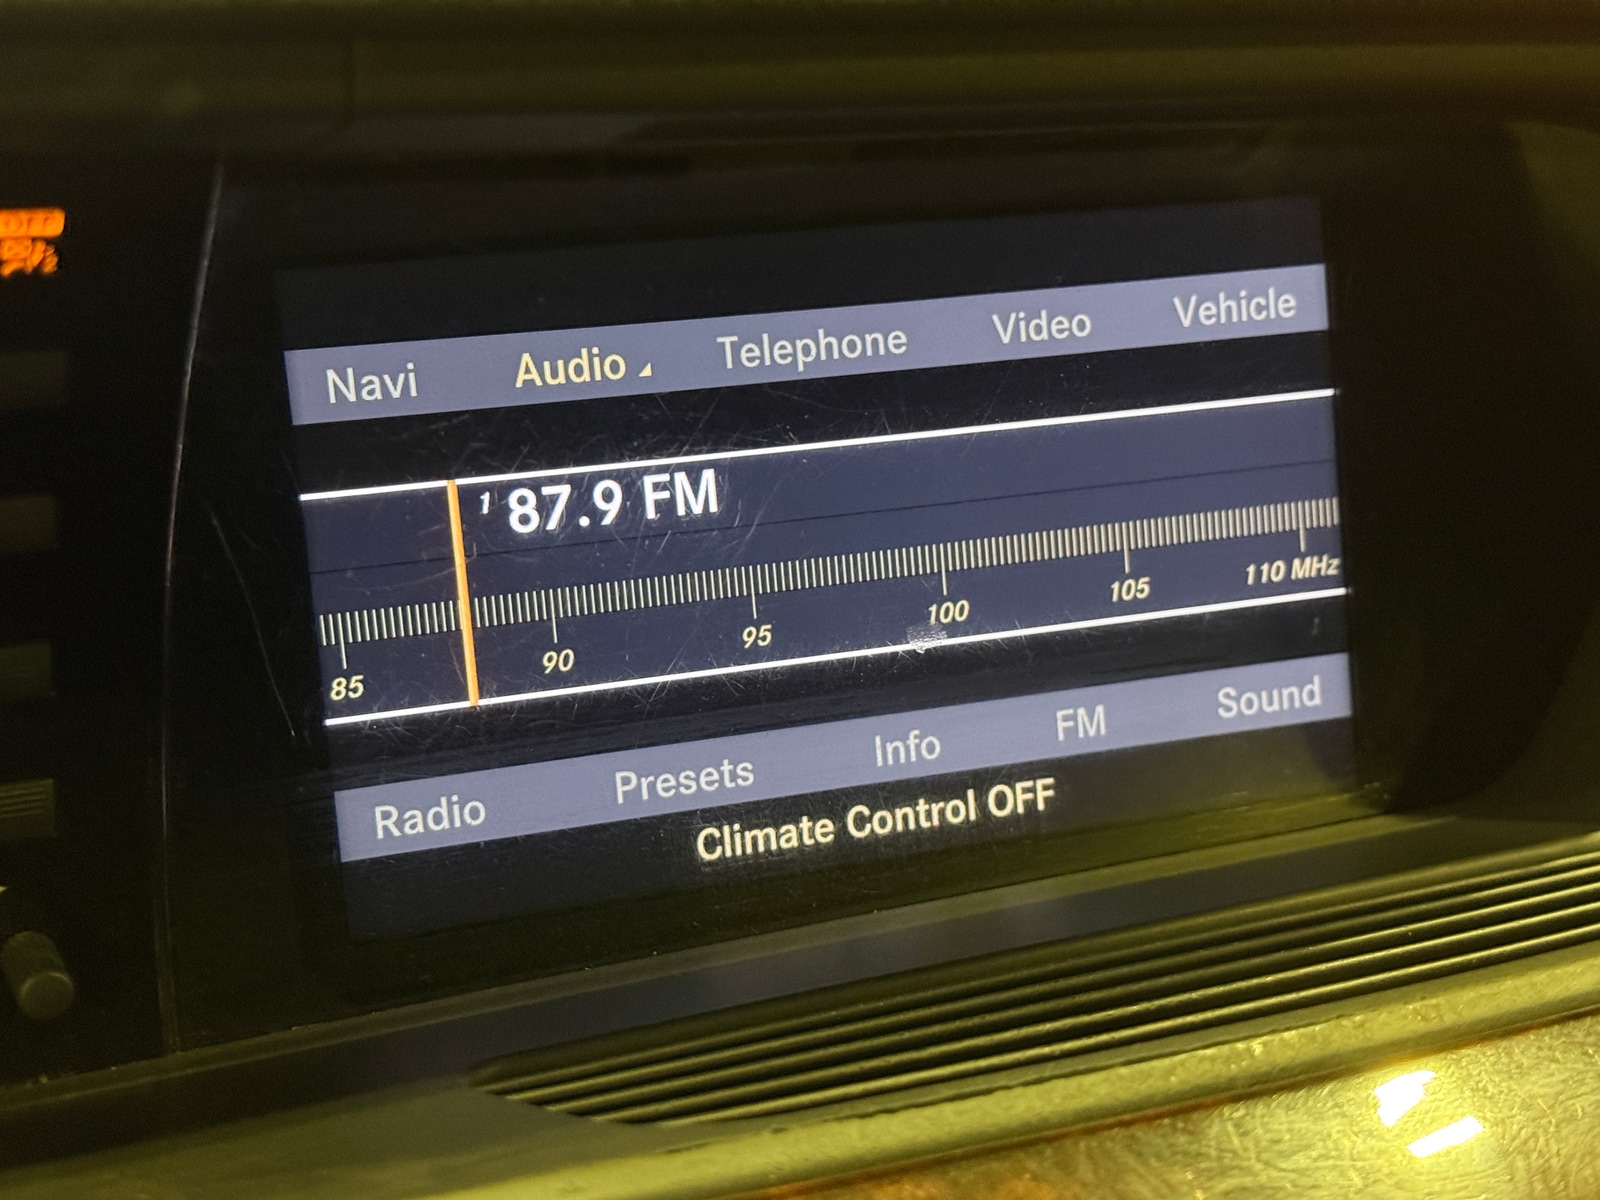 Navi Audio Telephone Video Vehicle
1 87.9 FM
85 90 95 100 105 110 MHz
Radio Presets Info FM Sound
Climate Control OFF